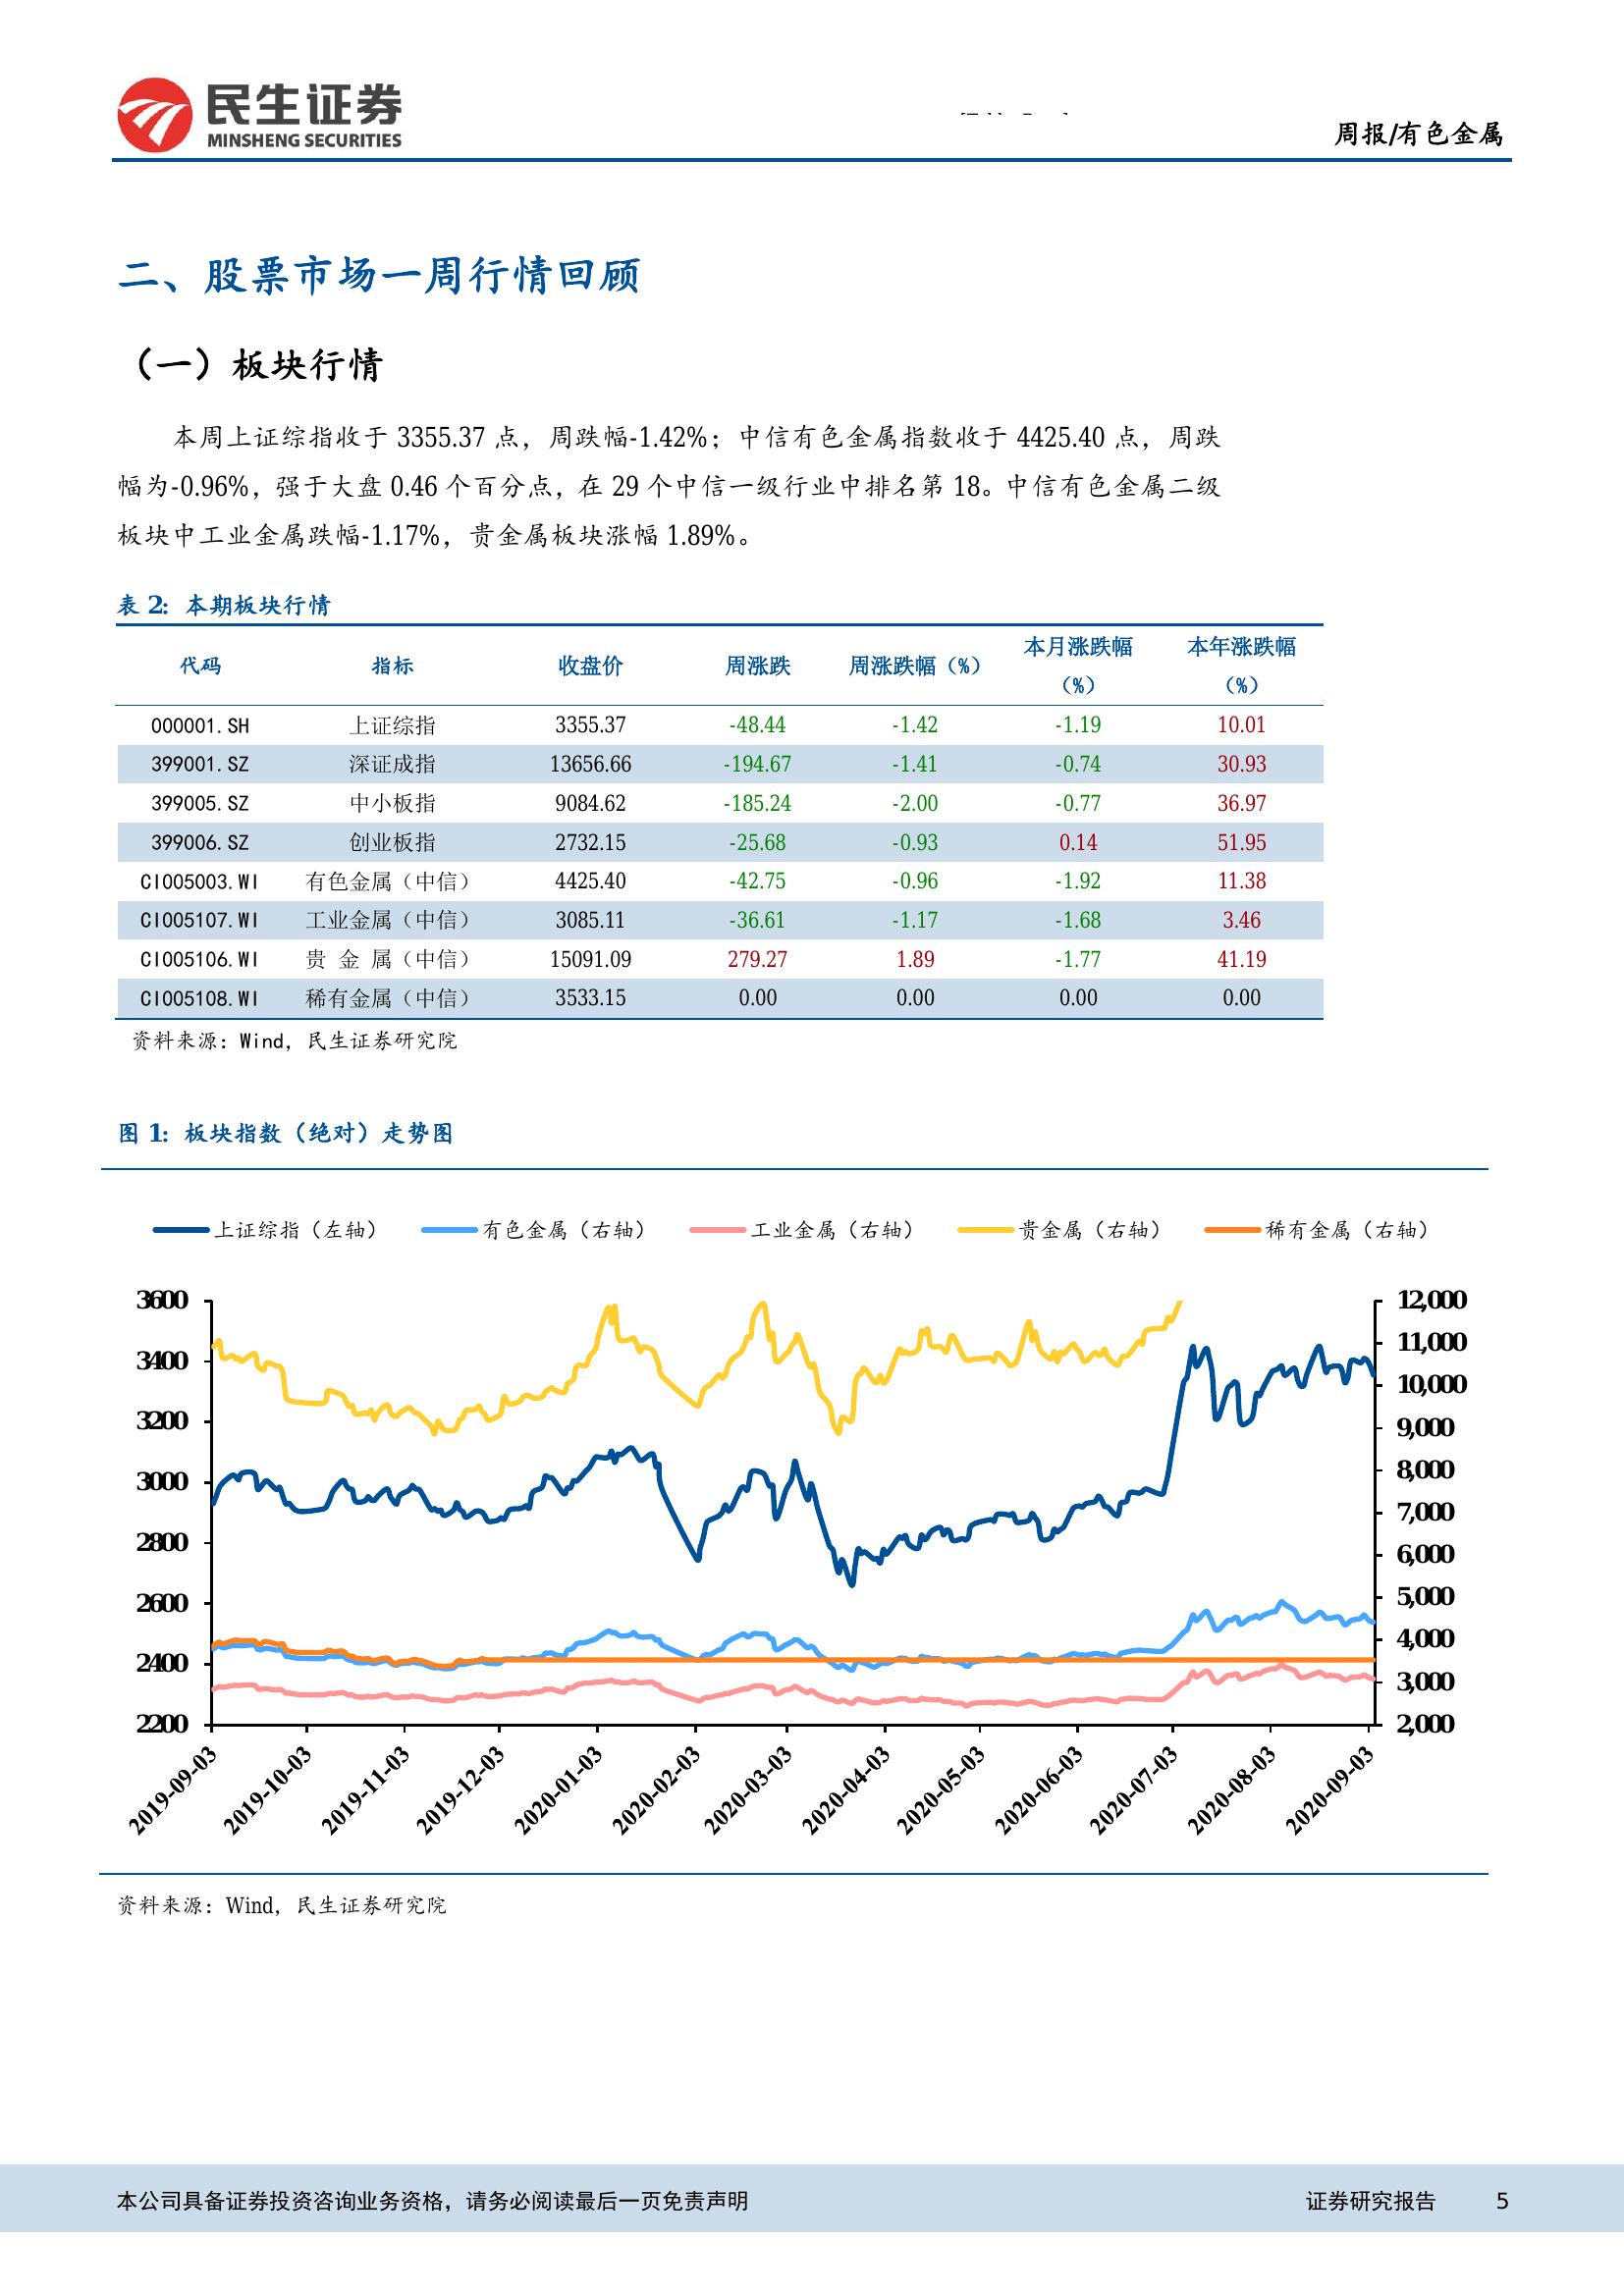 民生证券
MINSHENG SECURITIES
周报/有色金属
二、股票市场一周行情回顾
（一）板块行情
本周上证综指收于 3355.37 点，周跌幅-1.42%；中信有色金属指数收于 4425.40 点，周跌
幅为-0.96%，强于大盘 0.46 个百分点，在 29 个中信一级行业中排名第 18。中信有色金属二级
板块中工业金属跌幅-1.17%，贵金属板块涨幅 1.89%。
表 2：本期板块行情
代码 指标 收盘价 周涨跌 周涨跌幅（%） 本月涨跌幅（%） 本年涨跌幅（%）
000001.SH 上证综指 3355.37 -48.44 -1.42 -1.19 10.01
399001.SZ 深证成指 13656.66 -194.67 -1.41 -0.74 30.93
399005.SZ 中小板指 9084.62 -185.24 -2.00 -0.77 36.97
399006.SZ 创业板指 2732.15 -25.68 -0.93 0.14 51.95
CI005003.WI 有色金属（中信） 4425.40 -42.75 -0.96 -1.92 11.38
CI005107.WI 工业金属（中信） 3085.11 -36.61 -1.17 -1.68 3.46
CI005106.WI 贵 金 属（中信） 15091.09 279.27 1.89 -1.77 41.19
CI005108.WI 稀有金属（中信） 3533.15 0.00 0.00 0.00 0.00
资料来源：Wind，民生证券研究院
图 1：板块指数（绝对）走势图
上证综指（左轴） 有色金属（右轴） 工业金属（右轴） 贵金属（右轴） 稀有金属（右轴）
3600
3400
3200
3000
2800
2600
2400
2200
12,000
11,000
10,000
9,000
8,000
7,000
6,000
5,000
4,000
3,000
2,000
2019-09-03
2019-10-03
2019-11-03
2019-12-03
2020-01-03
2020-02-03
2020-03-03
2020-04-03
2020-05-03
2020-06-03
2020-07-03
2020-08-03
2020-09-03
资料来源：Wind，民生证券研究院
本公司具备证券投资咨询业务资格，请务必阅读最后一页免责声明 证券研究报告 5